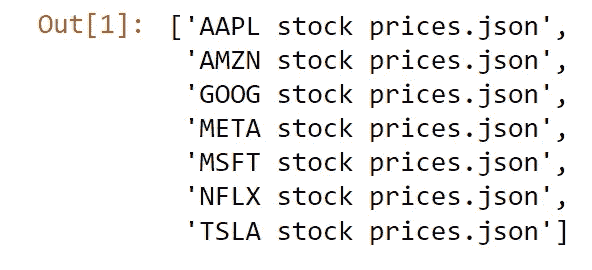 Out[1]: ['AAPL stock prices.json',
'AMZN stock prices.json',
'GOOG stock prices.json',
'META stock prices.json',
'MSFT stock prices.json',
'NFLX stock prices.json',
'TSLA stock prices.json']